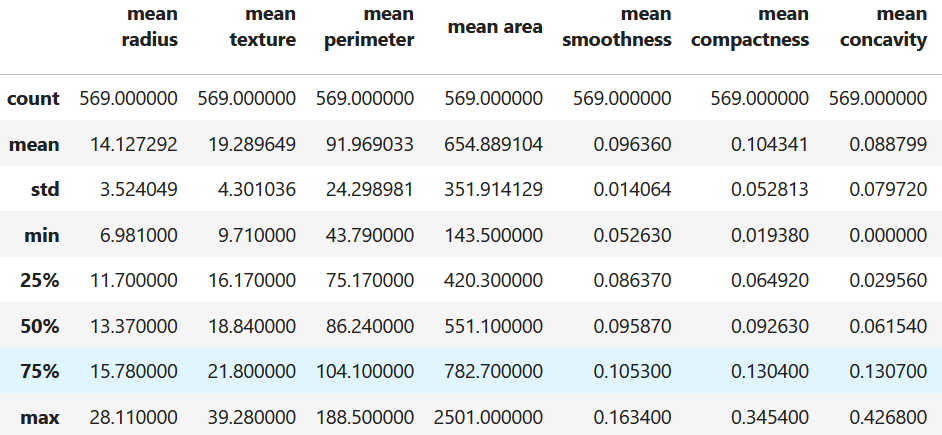 mean radius mean texture mean perimeter mean area mean smoothness mean compactness mean concavity
count 569.000000 569.000000 569.000000 569.000000 569.000000 569.000000 569.000000
mean 14.127292 19.289649 91.969033 654.889104 0.096360 0.104341 0.088799
std 3.524049 4.301036 24.298981 351.914129 0.014064 0.052813 0.079720
min 6.981000 9.710000 43.790000 143.500000 0.052630 0.019380 0.000000
25% 11.700000 16.170000 75.170000 420.300000 0.086370 0.064920 0.029560
50% 13.370000 18.840000 86.240000 551.100000 0.095870 0.092630 0.061540
75% 15.780000 21.800000 104.100000 782.700000 0.105300 0.130400 0.130700
max 28.110000 39.280000 188.500000 2501.000000 0.163400 0.345400 0.426800